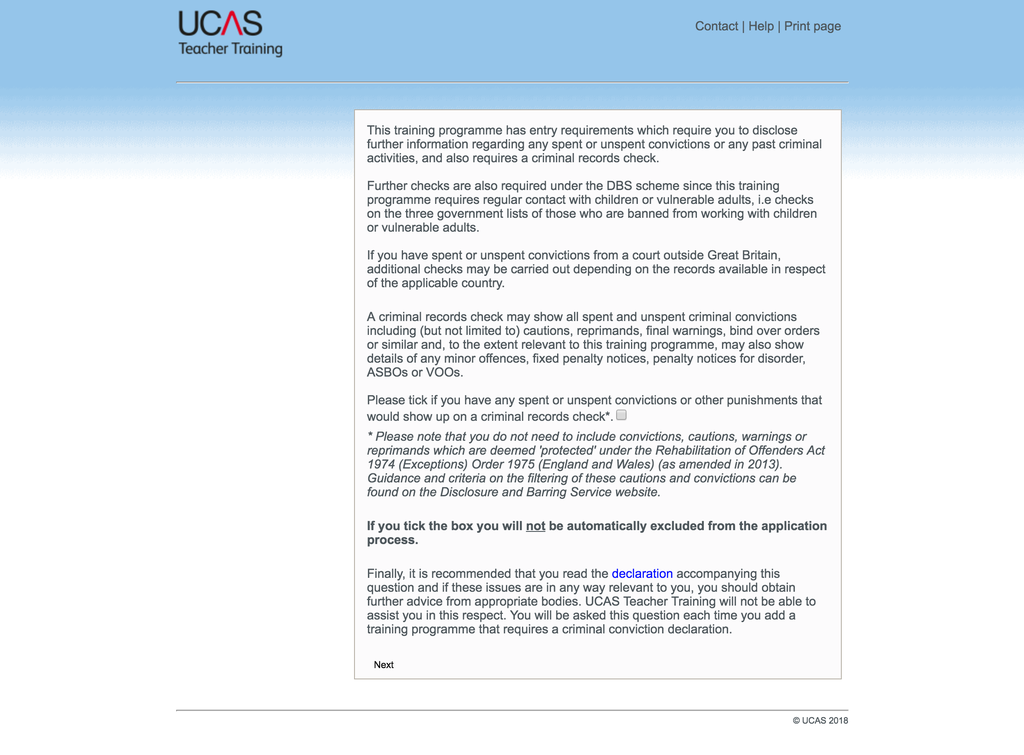 UCAS
Teacher Training
Contact | Help | Print page
This training programme has entry requirements which require you to disclose
further information regarding any spent or unspent convictions or any past criminal
activities, and also requires a criminal records check.
Further checks are also required under the DBS scheme since this training
programme requires regular contact with children or vulnerable adults, i.e checks
on the three government lists of those who are banned from working with children
or vulnerable adults.
If you have spent or unspent convictions from a court outside Great Britain,
additional checks may be carried out depending on the records available in respect
of the applicable country.
A criminal records check may show all spent and unspent criminal convictions
including (but not limited to) cautions, reprimands, final warnings, bind over orders
or similar and, to the extent relevant to this training programme, may also show
details of any minor offences, fixed penalty notices, penalty notices for disorder,
ASBOs or VOOs.
Please tick if you have any spent or unspent convictions or other punishments that
would show up on a criminal records check*.
* Please note that you do not need to include convictions, cautions, warnings or
reprimands which are deemed 'protected' under the Rehabilitation of Offenders Act
1974 (Exceptions) Order 1975 (England and Wales) (as amended in 2013).
Guidance and criteria on the filtering of these cautions and convictions can be
found on the Disclosure and Barring Service website.
If you tick the box you will not be automatically excluded from the application
process.
Finally, it is recommended that you read the declaration accompanying this
question and if these issues are in any way relevant to you, you should obtain
further advice from appropriate bodies. UCAS Teacher Training will not be able to
assist you in this respect. You will be asked this question each time you add a
training programme that requires a criminal conviction declaration.
Next
© UCAS 2018